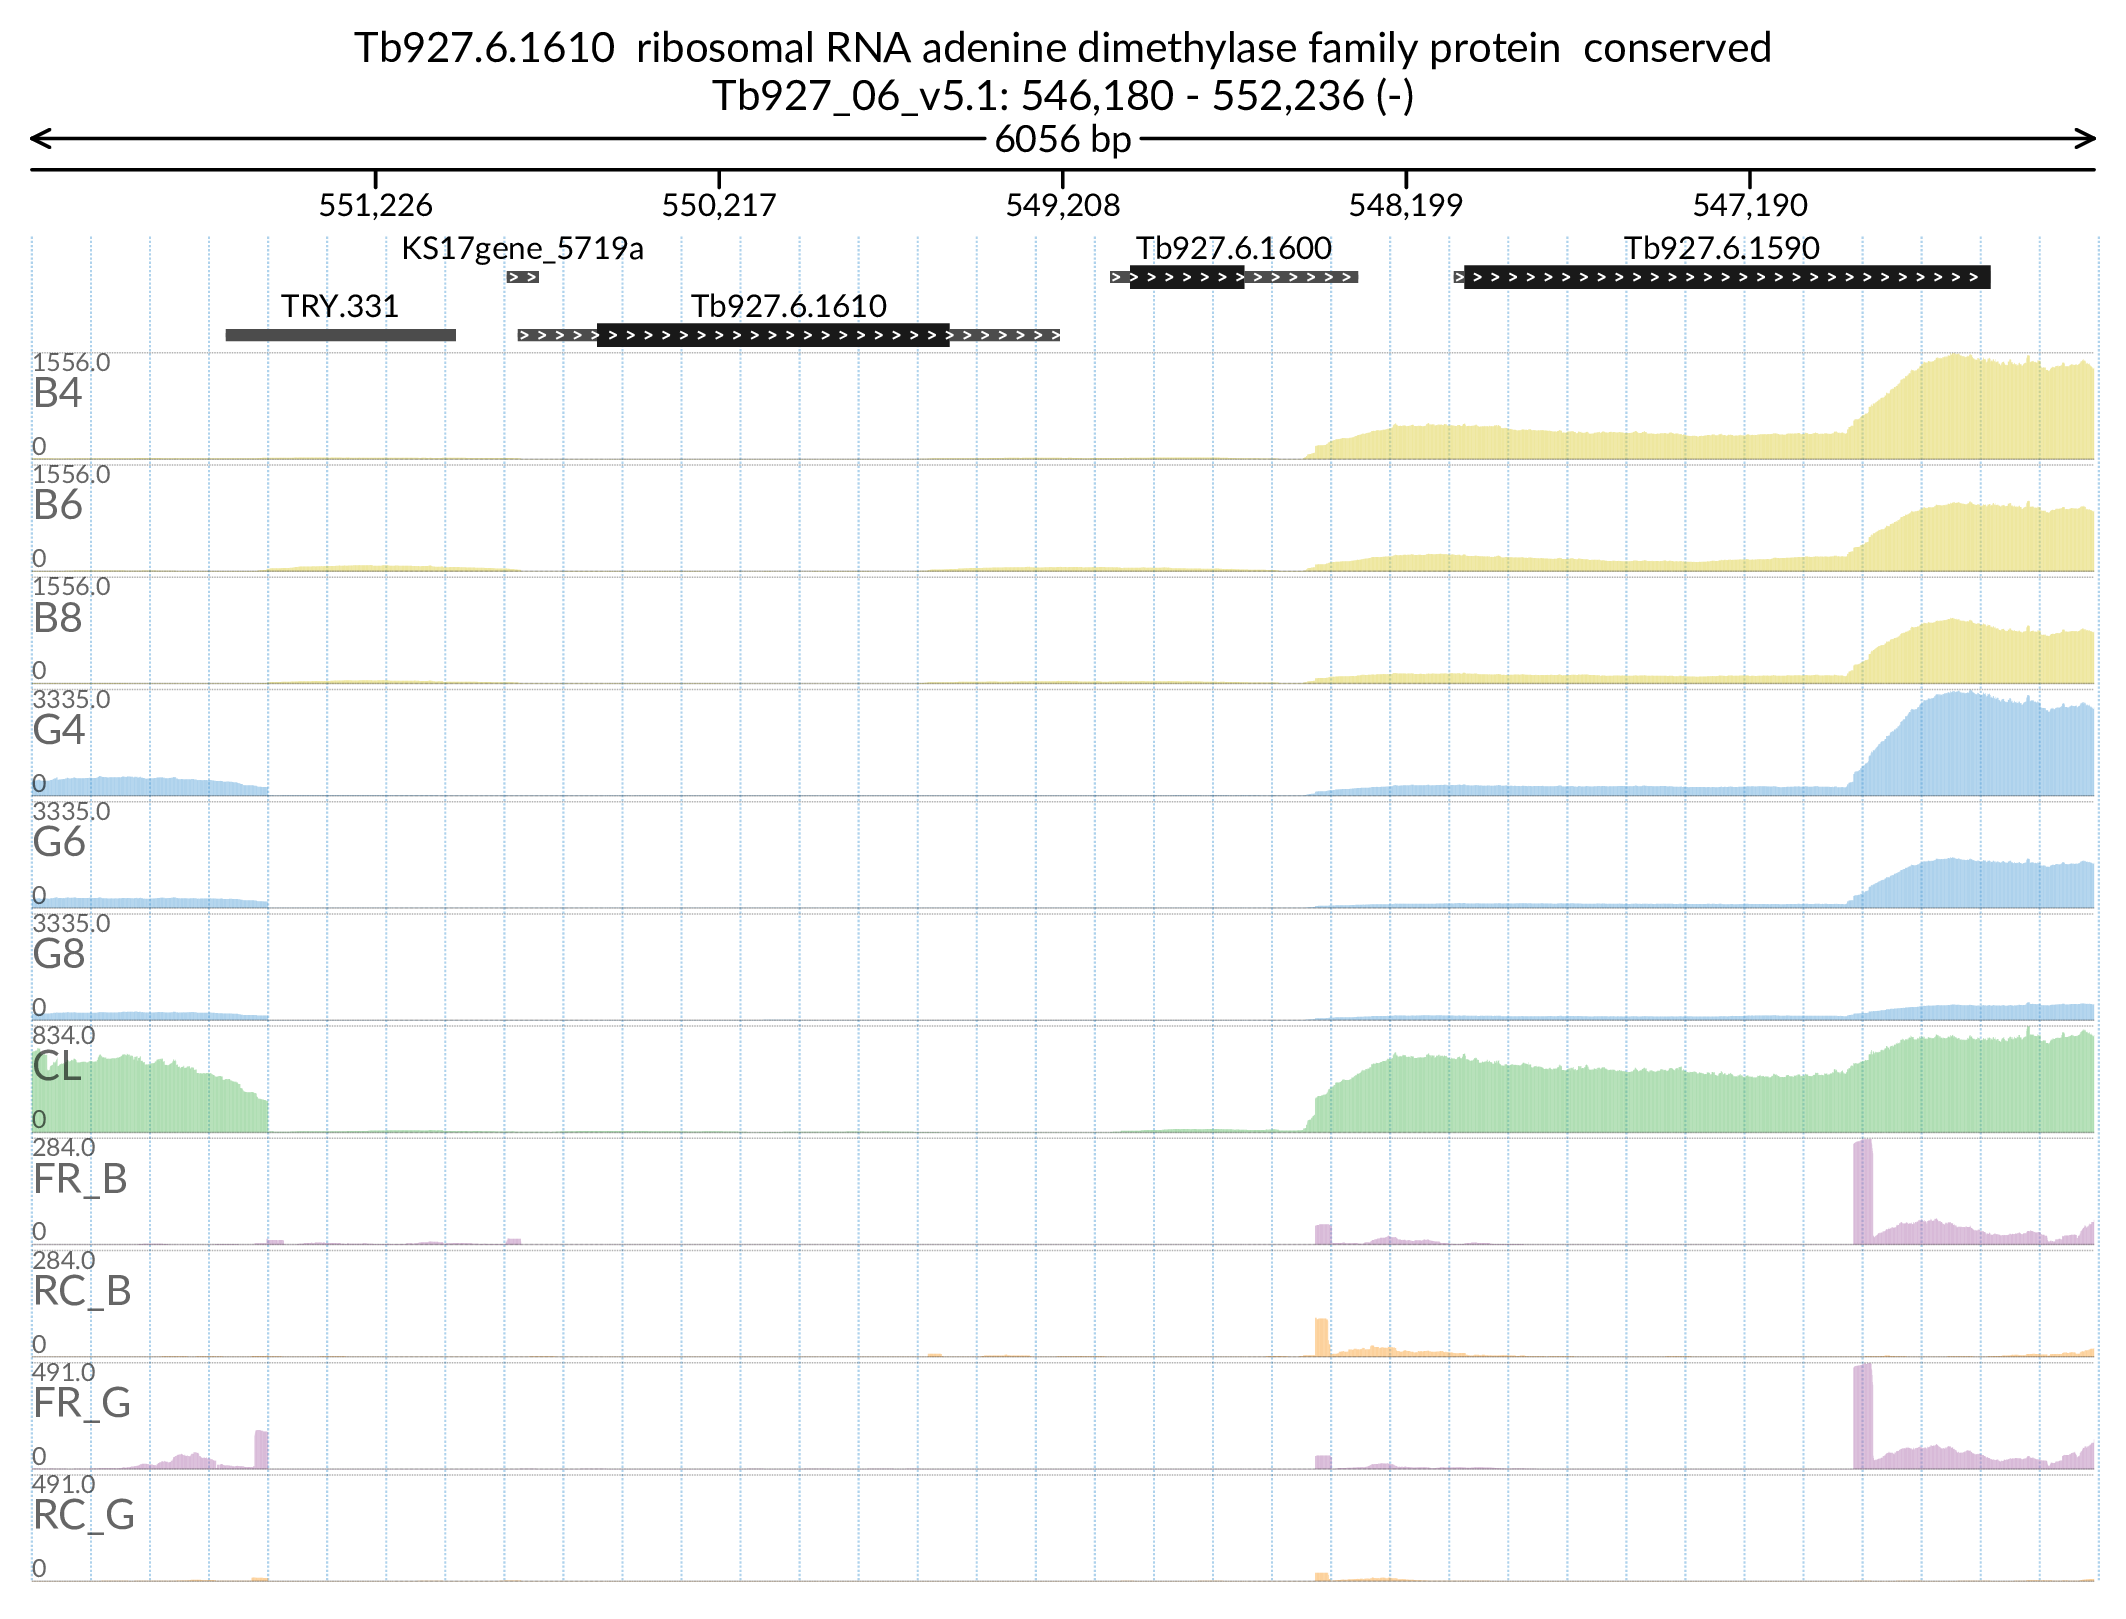 Tb927.6.1610  ribosomal RNA adenine dimethylase family protein  conserved
Tb927_06_v5.1: 546,180 - 552,236 (-)
6056 bp
551,226 550,217 549,208 548,199 547,190
KS17gene_5719a Tb927.6.1600 Tb927.6.1590
TRY.331 Tb927.6.1610
1556.0
B4
0
1556.0
B6
0
1556.0
B8
0
3335.0
G4
0
3335.0
G6
0
3335.0
G8
0
834.0
CL
0
284.0
FR_B
0
284.0
RC_B
0
491.0
FR_G
0
491.0
RC_G
0